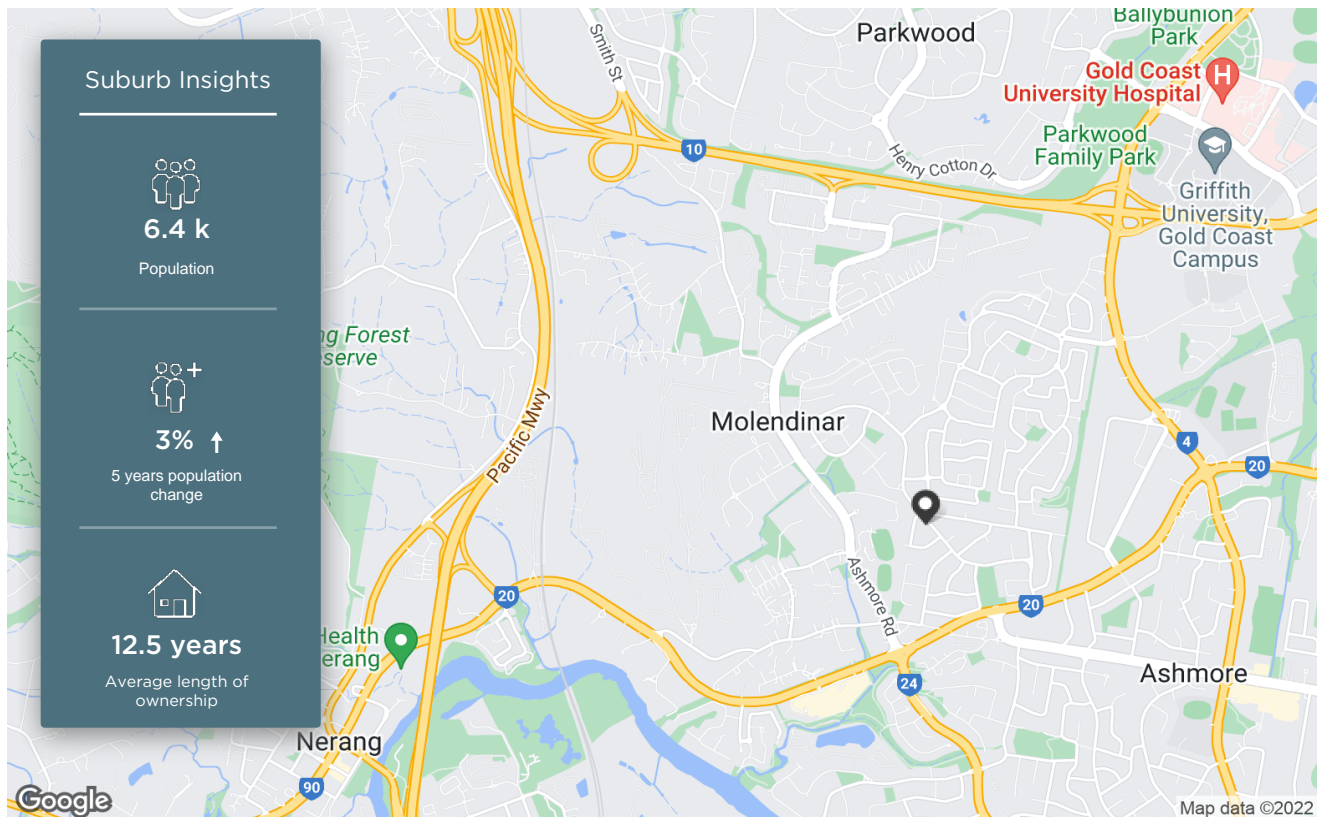 Suburb Insights
6.4 k
Population
3%
5 years population
change
12.5 years
Average length of
ownership
Smith St
Parkwood
Ballybunion
Park
Gold Coast
University Hospital
H
10
Henry Cotton Dr
Parkwood
Family Park
Griffith
University,
Gold Coast
Campus
ng Forest
serve
Pacific Mwy
Molendinar
4
20
Ashmore Rd
20
20
Health
erang
24
Ashmore
Nerang
90
Google
Map data ©2022